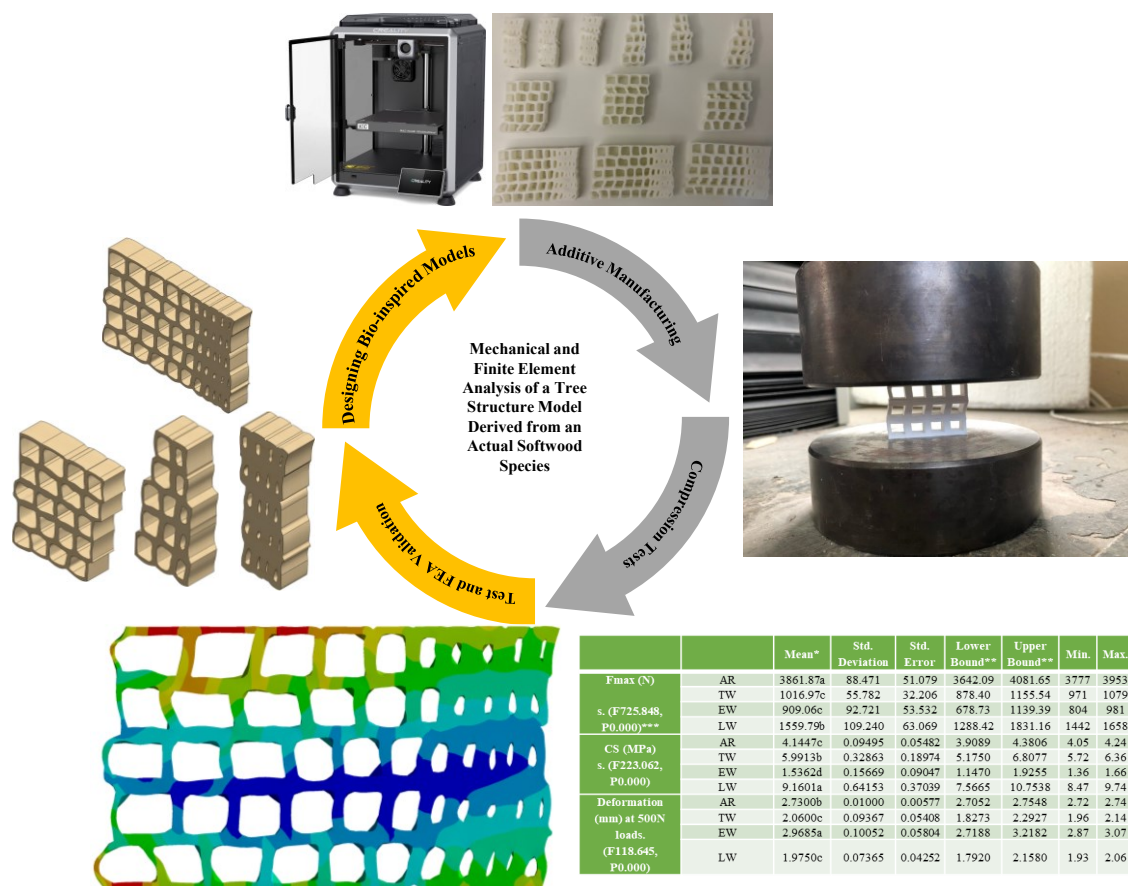 CREALITY
Designing Bio-inspired Models
Additive Manufacturing
Mechanical and
Finite Element
Analysis of a Tree
Structure Model
Derived from an
Actual Softwood
Species
Compression Tests
Test and FEA Validation
Mean* Std. Deviation Std. Error Lower Bound** Upper Bound** Min. Max.
Fmax (N) s. (F725.848, P0.000)***
AR 3861.87a 88.471 51.079 3642.09 4081.65 3777 3953
TW 1016.97c 55.782 32.206 878.40 1155.54 971 1079
EW 909.06c 92.721 53.532 678.73 1139.39 804 981
LW 1559.79b 109.240 63.069 1288.42 1831.16 1442 1658
CS (MPa) s. (F223.062, P0.000)
AR 4.1447c 0.09495 0.05482 3.9089 4.3806 4.05 4.24
TW 5.9913b 0.32863 0.18974 5.1750 6.8077 5.72 6.36
EW 1.5362d 0.15669 0.09047 1.1470 1.9255 1.36 1.66
LW 9.1601a 0.64153 0.37039 7.5665 10.7538 8.47 9.74
Deformation (mm) at 500N loads. (F118.645, P0.000)
AR 2.7300b 0.01000 0.00577 2.7052 2.7548 2.72 2.74
TW 2.0600c 0.09367 0.05408 1.8273 2.2927 1.96 2.14
EW 2.9685a 0.10052 0.05804 2.7188 3.2182 2.87 3.07
LW 1.9750c 0.07365 0.04252 1.7920 2.1580 1.93 2.06